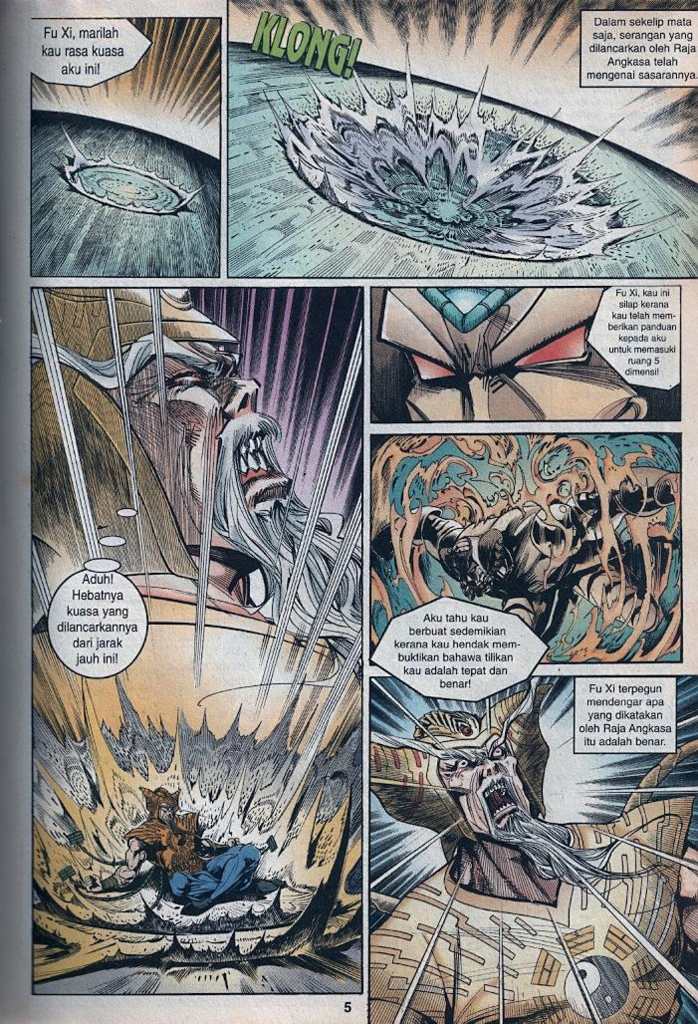 Fu Xi, marilah
kau rasa kuasa
aku ini!
KLONG!
Dalam sekelip mata
saja, serangan yang
dilancarkan oleh Raja
Angkasa telah
mengenai sasarannya.
Aduh!
Hebatnya
kuasa yang
dilancarkannya
dari jarak
jauh ini!
Fu Xi, kau ini
silap kerana
kau telah mem-
berikan panduan
kepada aku
untuk memasuki
ruang 5
dimensi!
Aku tahu kau
berbuat sedemikian
kerana kau hendak mem-
buktikan bahawa tilikan
kau adalah tepat dan
benar!
Fu Xi terpegun
mendengar apa
yang dikatakan
oleh Raja Angkasa
itu adalah benar.
5